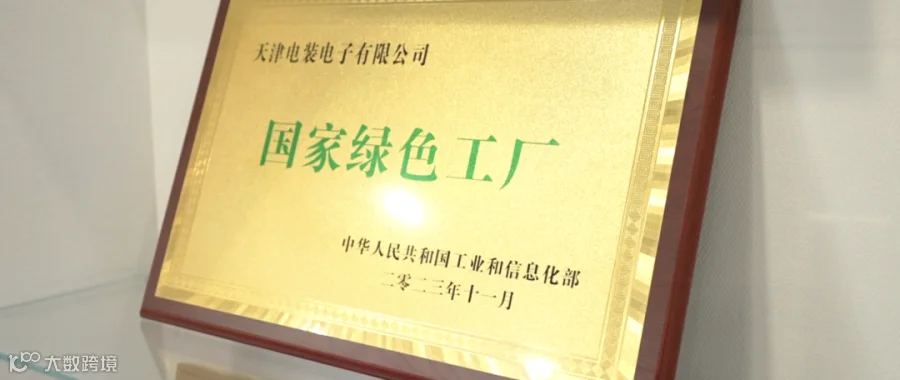 天津电装电子有限公司
国家绿色工厂
中华人民共和国工业和信息化部
二零二三年十一月
大数跨境